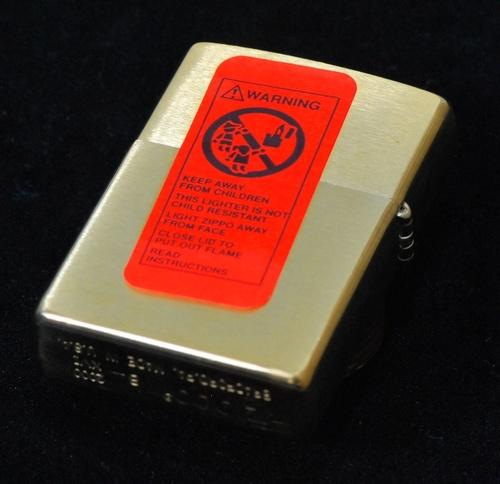 WARNING
KEEP AWAY
FROM CHILDREN
THIS LIGHTER IS NOT
CHILD RESISTANT
LIGHT ZIPPO AWAY
FROM FACE
CLOSE LID TO
PUT OUT FLAME
READ
INSTRUCTIONS